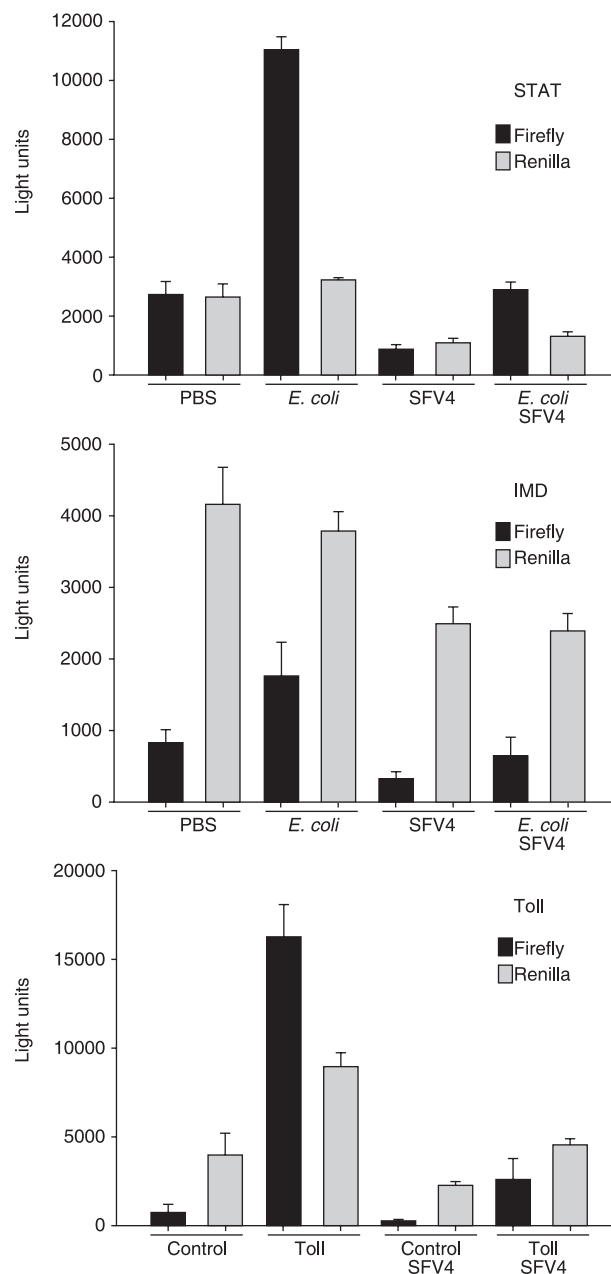 12000
10000
8000
6000
4000
2000
0
Light units
STAT
Firefly
Renilla
PBS
E. coli
SFV4
E. coli
SFV4
5000
4000
3000
2000
1000
0
Light units
IMD
Firefly
Renilla
PBS
E. coli
SFV4
E. coli
SFV4
20000
15000
10000
5000
0
Light units
Toll
Firefly
Renilla
Control
Toll
Control
SFV4
Toll
SFV4